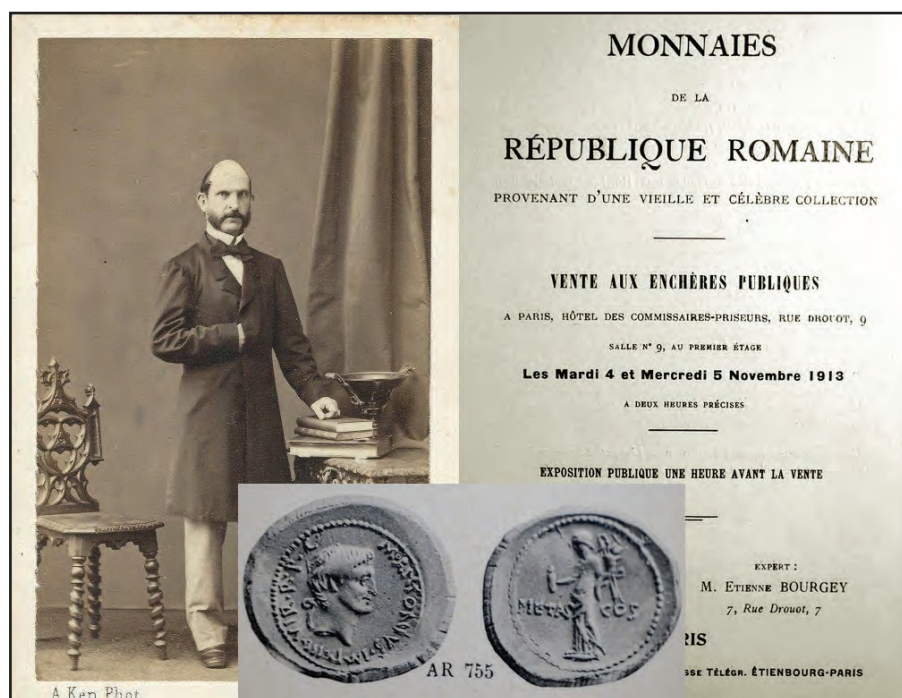 MONNAIES
DE LA
RÉPUBLIQUE ROMAINE
PROVENANT D'UNE VIEILLE ET CÉLÈBRE COLLECTION
VENTE AUX ENCHÈRES PUBLIQUES
A PARIS, HÔTEL DES COMMISSAIRES-PRISEURS, RUE DROUOT, 9
SALLE N° 9, AU PREMIER ÉTAGE
Les Mardi 4 et Mercredi 5 Novembre 1913
A DEUX HEURES PRÉCISES
EXPOSITION PUBLIQUE UNE HEURE AVANT LA VENTE
EXPERT :
M. ETIENNE BOURGEY
7, Rue Drouot, 7
RIS
SSE TÉLÉGR. ÉTIENBOURG-PARIS
AR 755
A Ken Phot